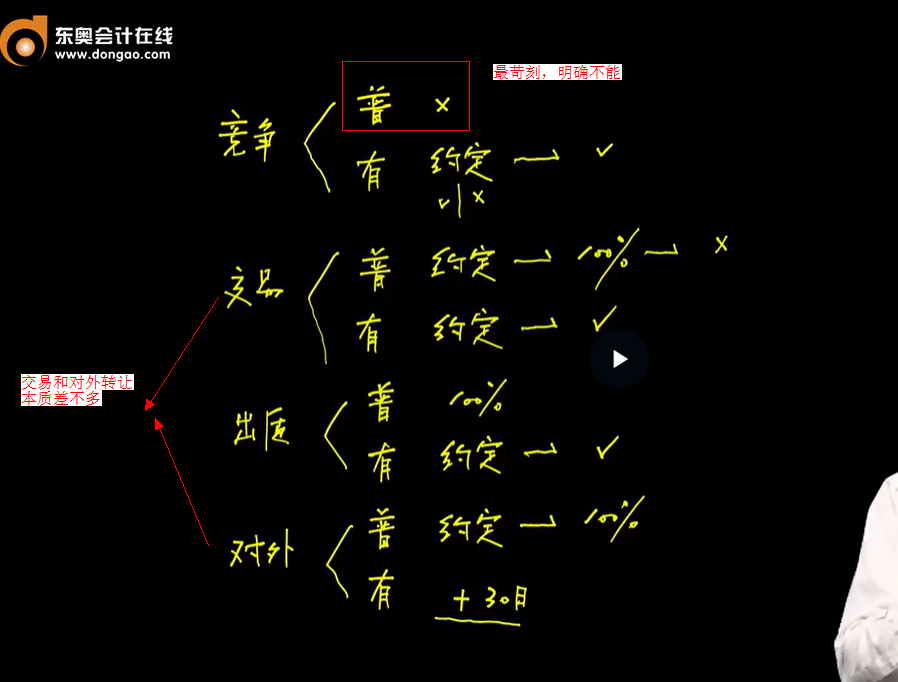 东奥会计在线
www.dongao.com
最苛刻，明确不能
竞争
普 ×
有 约定 → ✓
✓|×
交易
普 约定 → 100% → ×
有 约定 → ✓
交易和对外转让
本质差不多
出质
普 100%
有 约定 → ✓
对外
普 约定 → 100%
有 +30日